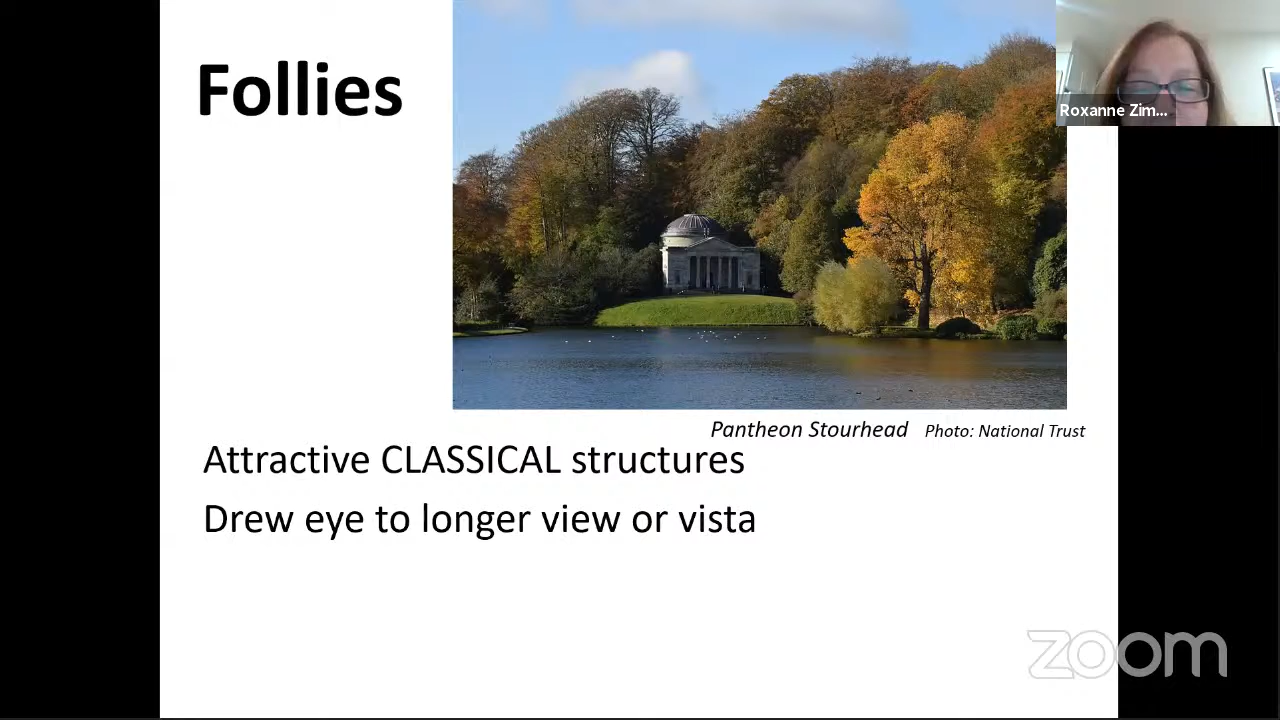 Follies
Roxanne Zim...
Pantheon Stourhead Photo: National Trust
Attractive CLASSICAL structures
Drew eye to longer view or vista
zoom